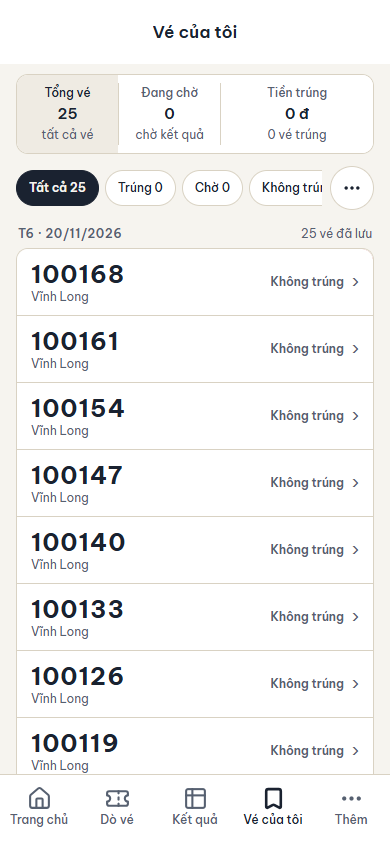 Vé của tôi
Tổng vé
25
tất cả vé
Đang chờ
0
chờ kết quả
Tiền trúng
0 đ
0 vé trúng
Tất cả 25
Trúng 0
Chờ 0
Không
T6 · 20/11/2026
25 vé đã lưu
100168
Vĩnh Long
Không trúng
100161
Vĩnh Long
Không trúng
100154
Vĩnh Long
Không trúng
100147
Vĩnh Long
Không trúng
100140
Vĩnh Long
Không trúng
100133
Vĩnh Long
Không trúng
100126
Vĩnh Long
Không trúng
100119
Vĩnh Long
Không trúng
Trang chủ
Dò vé
Kết quả
Vé của tôi
Thêm